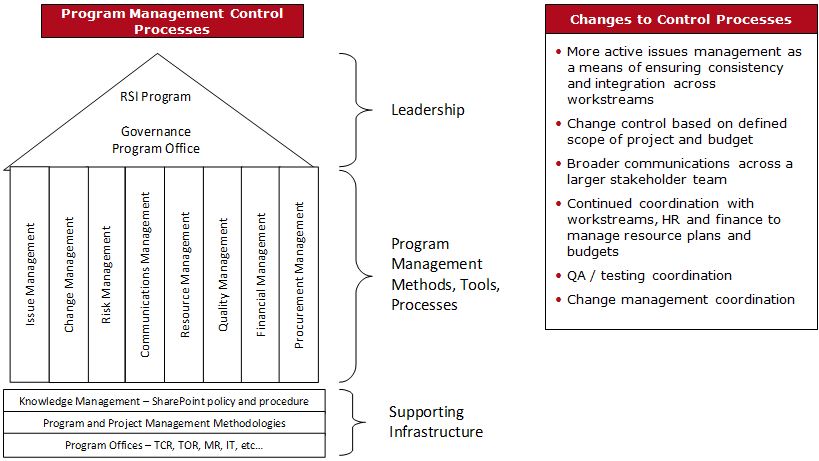 Program Management Control
Processes
RSI Program
Governance
Program Office
Leadership
Issue Management
Change Management
Risk Management
Communications Management
Resource Management
Quality Management
Financial Management
Procurement Management
Program
Management
Methods, Tools,
Processes
Knowledge Management – SharePoint policy and procedure
Program and Project Management Methodologies
Program Offices – TCR, TOR, MR, IT, etc...
Supporting
Infrastructure
Changes to Control Processes
• More active issues management as
a means of ensuring consistency
and integration across
workstreams
• Change control based on defined
scope of project and budget
• Broader communications across a
larger stakeholder team
• Continued coordination with
workstreams, HR and finance to
manage resource plans and
budgets
• QA / testing coordination
• Change management coordination